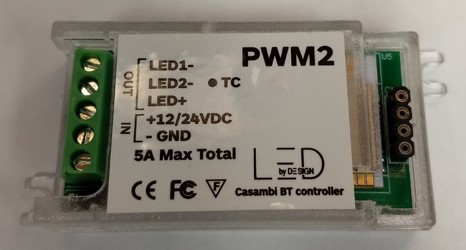 PWM2
OUT
LED1-
LED2- TC
LED+
IN
+12/24VDC
- GND
5A Max Total
LED
by DESIGN
CE FC F
Casambi BT controller
U5